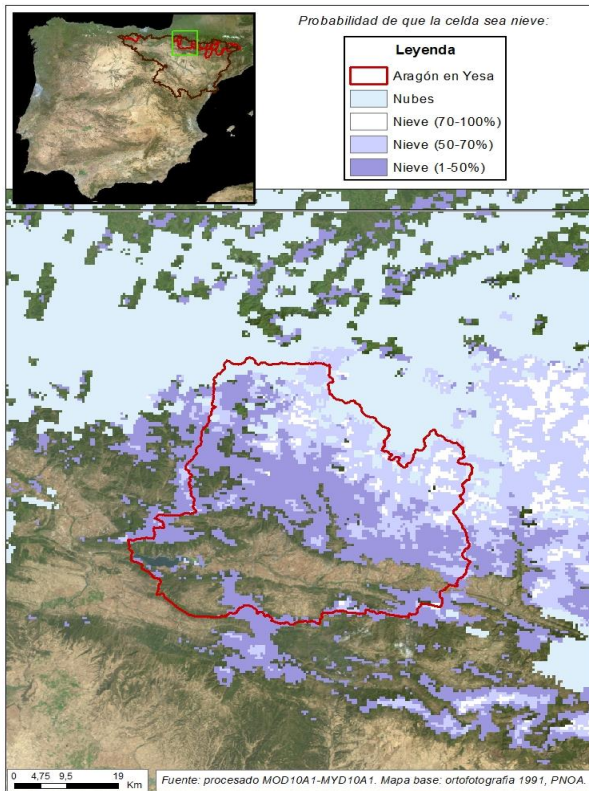 Probabilidad de que la celda sea nieve:
Leyenda
Aragón en Yesa
Nubes
Nieve (70-100%)
Nieve (50-70%)
Nieve (1-50%)
0 4,75 9,5 19
Km
Fuente: procesado MOD10A1-MYD10A1. Mapa base: ortofotografia 1991, PNOA.